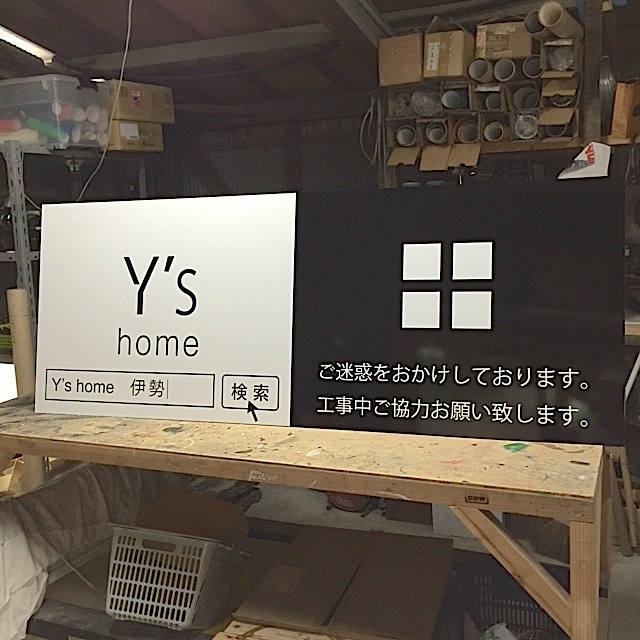 Y's
home
Y's home 伊勢
検索
ご迷惑をおかけしております。
工事中ご協力お願い致します。